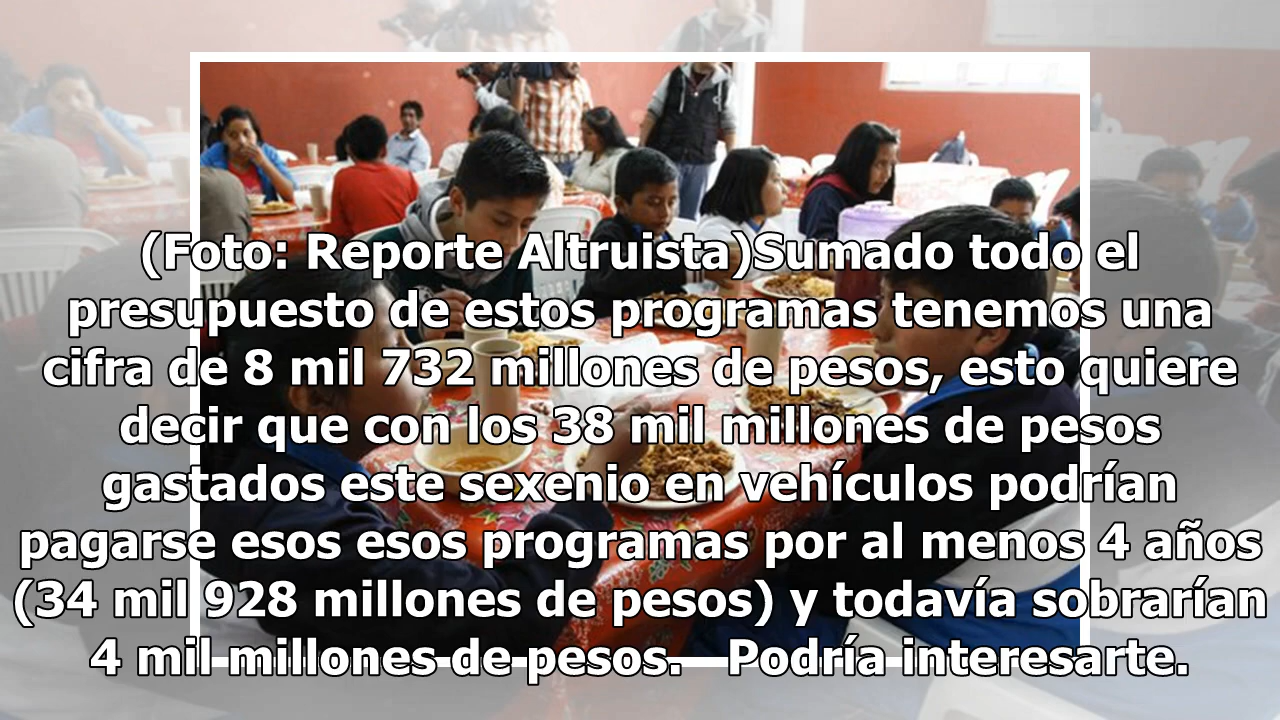 (Foto: Reporte Altruista)Sumado todo el
presupuesto de estos programas tenemos una
cifra de 8 mil 732 millones de pesos, esto quiere
decir que con los 38 mil millones de pesos
gastados este sexenio en vehículos podrían
pagarse esos esos programas por al menos 4 años
(34 mil 928 millones de pesos) y todavía sobrarían
4 mil millones de pesos.   Podría interesarte.